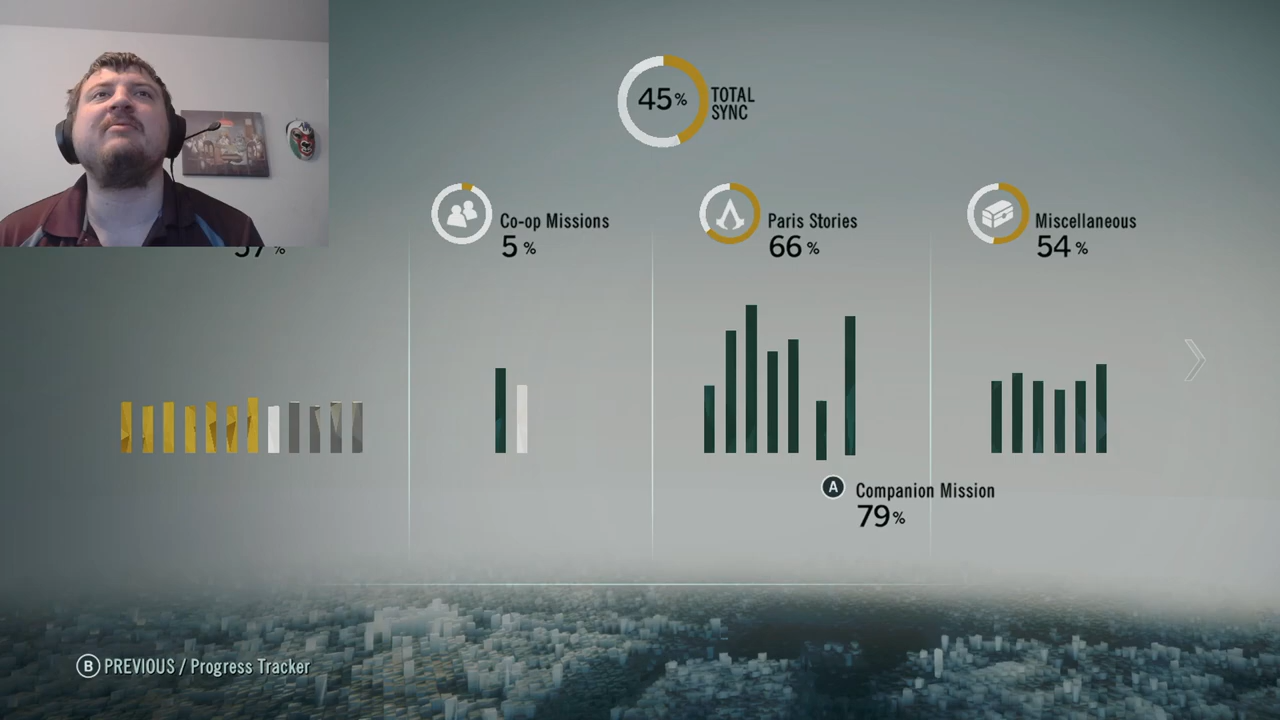 45%
TOTAL
SYNC
Co-op Missions
5 %
Paris Stories
66 %
Miscellaneous
54 %
A Companion Mission
79%
B PREVIOUS / Progress Tracker